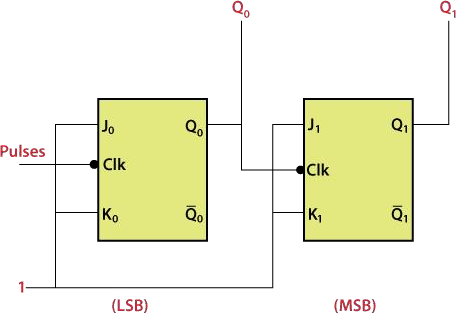 Q₀ Q₁
J₀ Q₀ J₁ Q₁
Pulses Clk Clk
K₀ Q̅₀ K₁ Q̅₁
1
(LSB) (MSB)